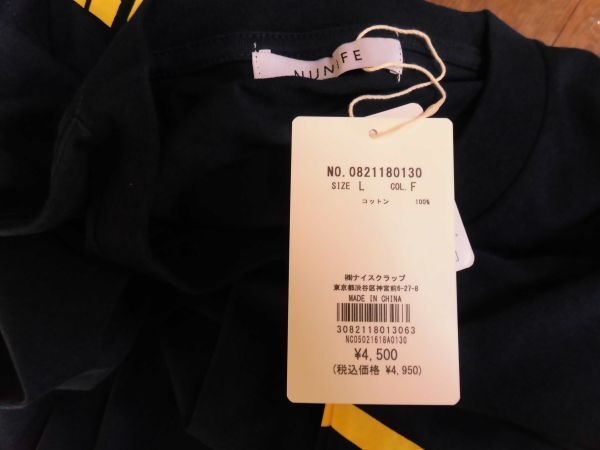 NUNIFE
NO. 0821180130
SIZE L COL. F
コットン 100%
㈱ナイスクラップ
東京都渋谷区神宮前6-27-8
MADE IN CHINA
3082118013063
NC05021618A0130
¥4,500
(税込価格 ¥4,950)